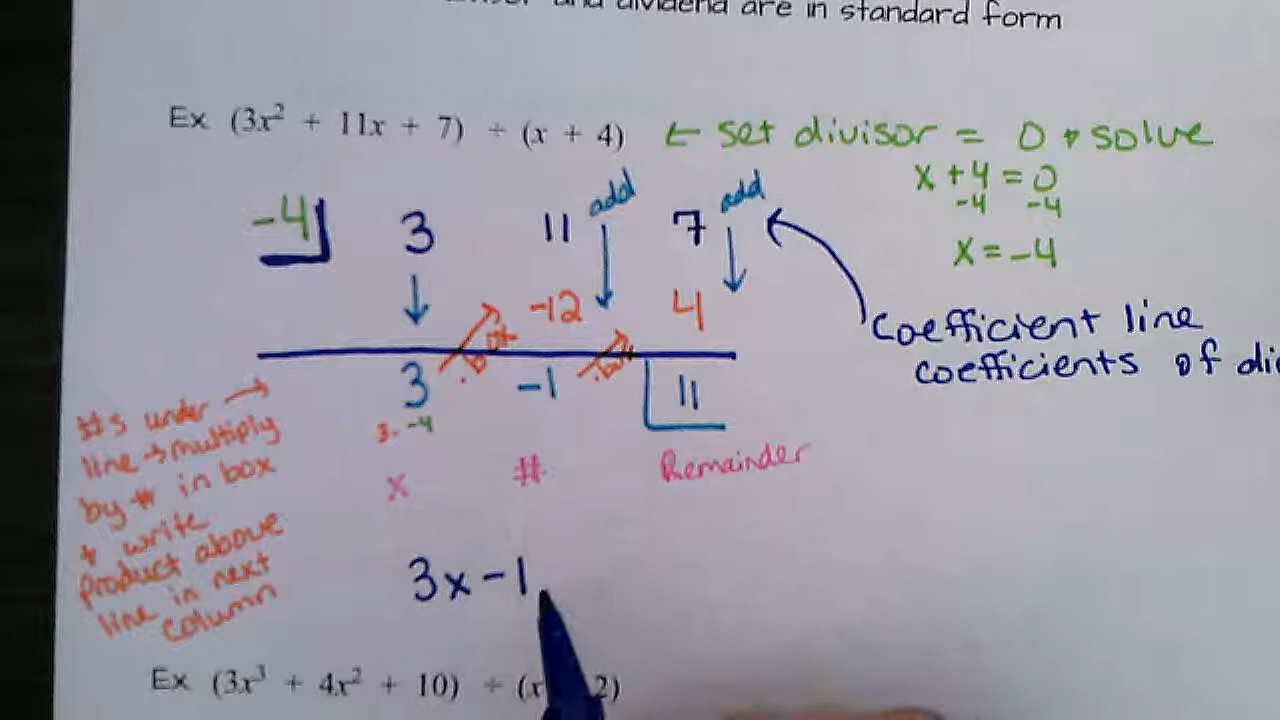 and dividend are in standard form
Ex (3x² + 11x + 7) ÷ (x + 4) ← set divisor = 0 + solve
x + 4 = 0
-4 -4
x = -4
-4 3 11 add 7 add
-12 4
Coefficient line
coefficients of
3 · box -1 · box 11
3 · -4
x # Remainder
#s under →
line → multiply
by # in box
+ write
product above
line in next
column
3x - 1
Ex (3x³ + 4x² + 10) ÷ (x 2)